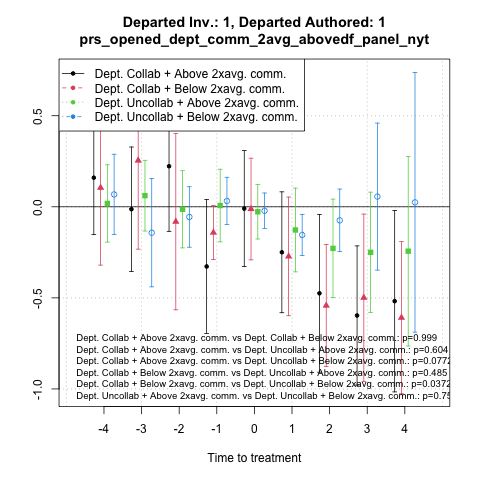 Departed Inv.: 1, Departed Authored: 1
prs_opened_dept_comm_2avg_abovedf_panel_nyt
Dept. Collab + Above 2xavg. comm.
Dept. Collab + Below 2xavg. comm.
Dept. Uncollab + Above 2xavg. comm.
Dept. Uncollab + Below 2xavg. comm.
0.5
0.0
-0.5
-1.0
Dept. Collab + Above 2xavg. comm. vs Dept. Collab + Below 2xavg. comm.: p=0.999
Dept. Collab + Above 2xavg. comm. vs Dept. Uncollab + Above 2xavg. comm.: p=0.604
Dept. Collab + Above 2xavg. comm. vs Dept. Uncollab + Below 2xavg. comm.: p=0.0772
Dept. Collab + Below 2xavg. comm. vs Dept. Uncollab + Above 2xavg. comm.: p=0.485
Dept. Collab + Below 2xavg. comm. vs Dept. Uncollab + Below 2xavg. comm.: p=0.0372
Dept. Uncollab + Above 2xavg. comm. vs Dept. Uncollab + Below 2xavg. comm.: p=0.75
-4 -3 -2 -1 0 1 2 3 4
Time to treatment